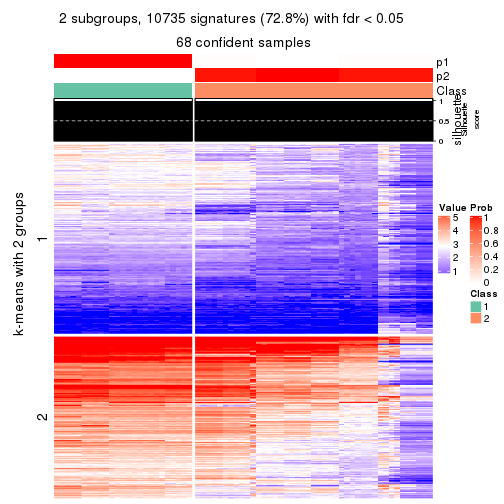 2 subgroups, 10735 signatures (72.8%) with fdr < 0.05
68 confident samples
p1
p2
Class
1
0.5
0
silhouette
Silhouette
score
k-means with 2 groups
1
2
Value
5
4
3
2
1
Prob
1
0.8
0.6
0.4
0.2
0
Class
1
2